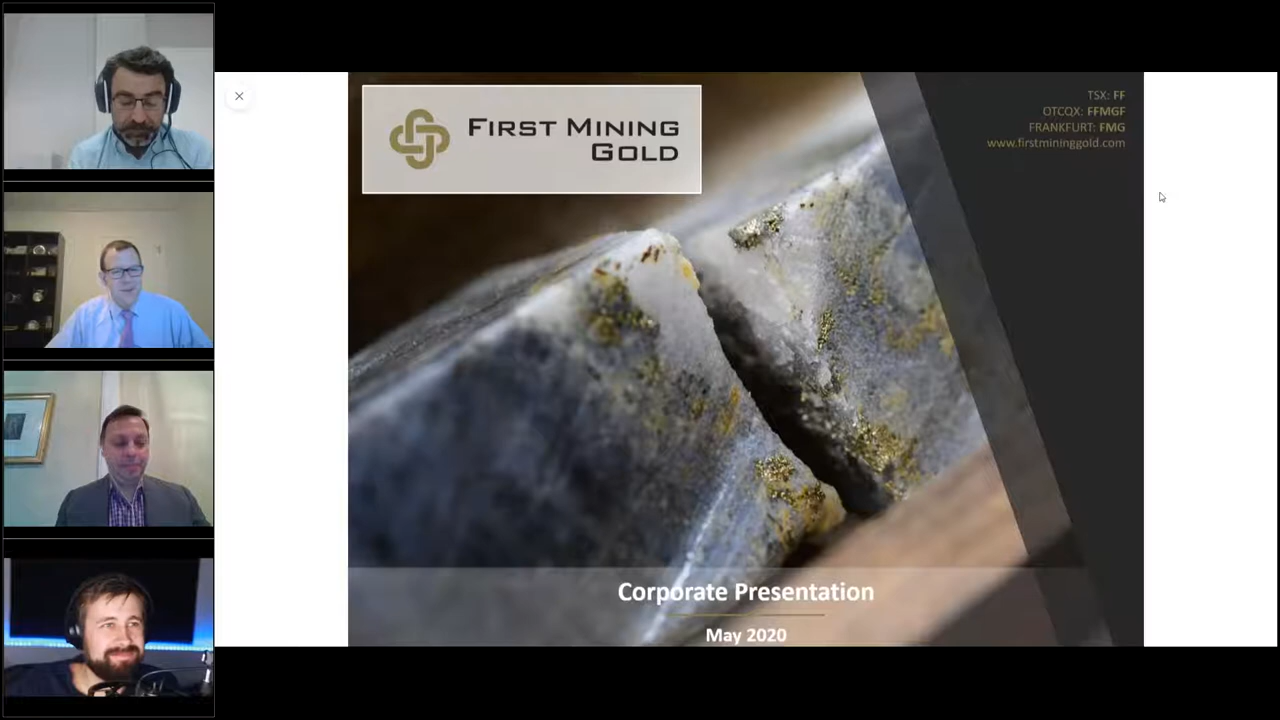 FIRST MINING
GOLD
TSX: FF
OTCQX: FFMGF
FRANKFURT: FMG
www.firstmininggold.com
Corporate Presentation
May 2020